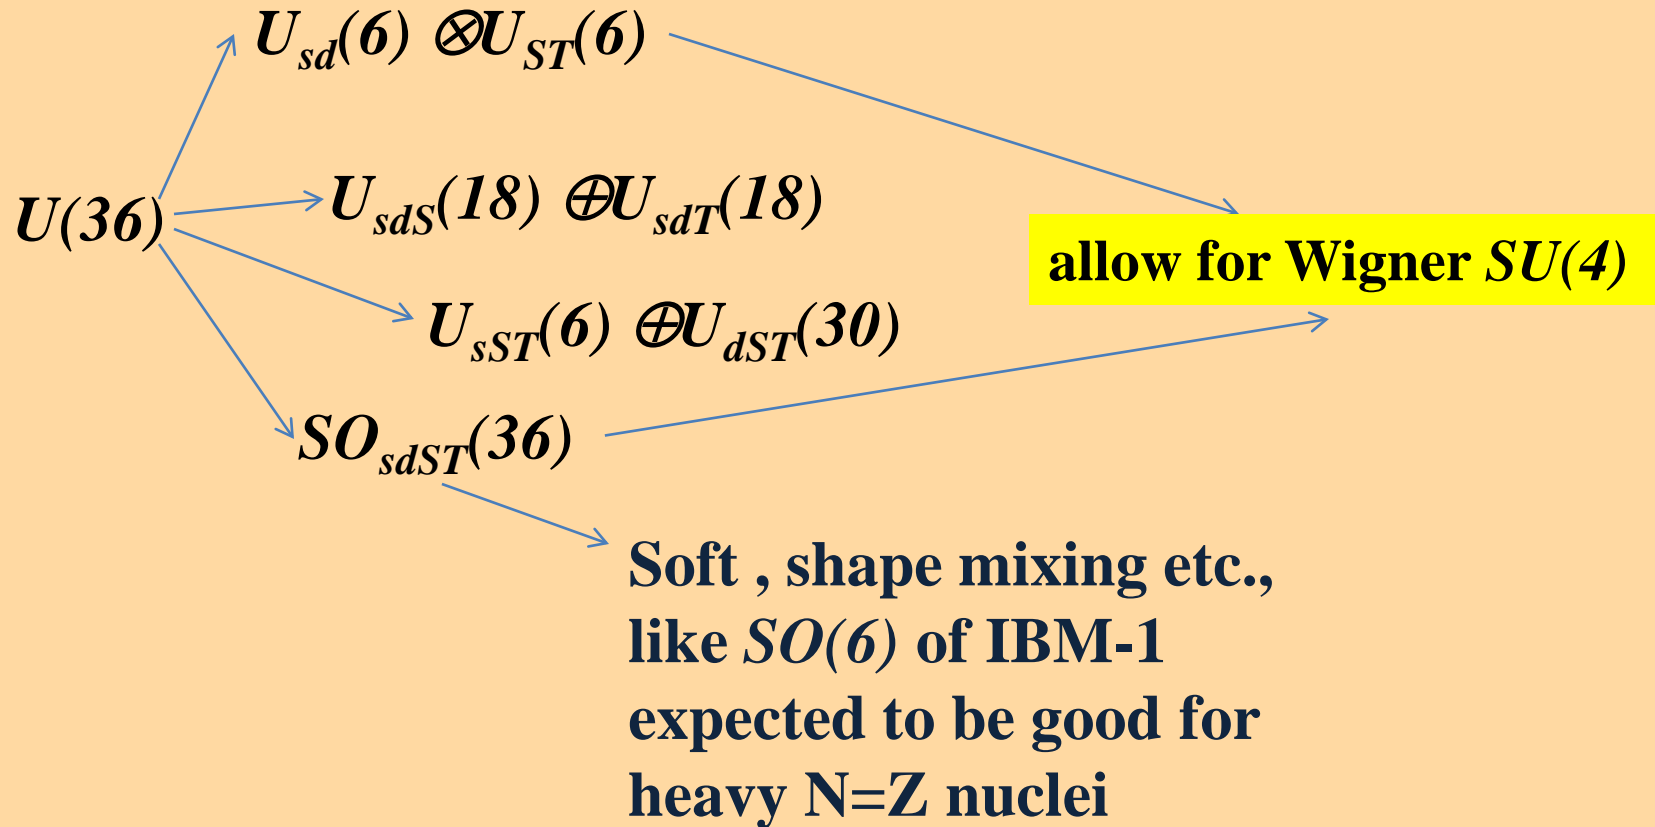 U_sd(6) ⊗U_ST(6)
U_sdS(18) ⊕U_sdT(18)
U(36)
allow for Wigner SU(4)
U_sST(6) ⊕U_dST(30)
SO_sdST(36)
Soft , shape mixing etc.,
like SO(6) of IBM-1
expected to be good for
heavy N=Z nuclei